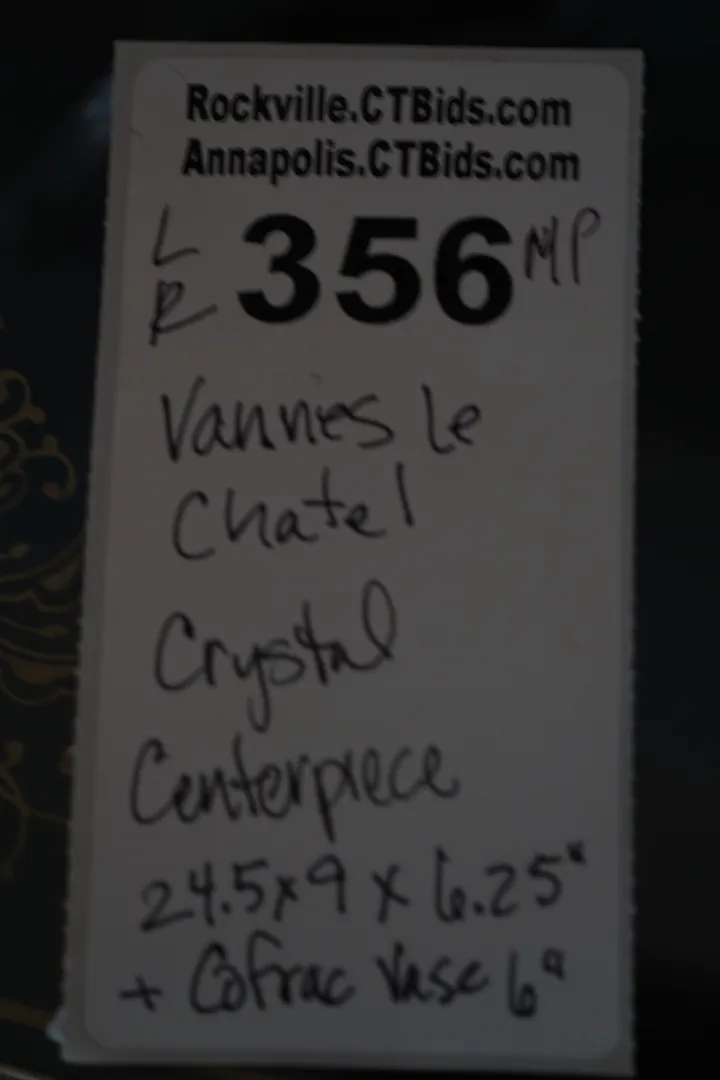 Rockville.CTBids.com
Annapolis.CTBids.com
LR 356 MP
Vannes Le
Chatel
Crystal
Centerpiece
24.5x9 x 6.25"
+ Cofrac Vase 6"